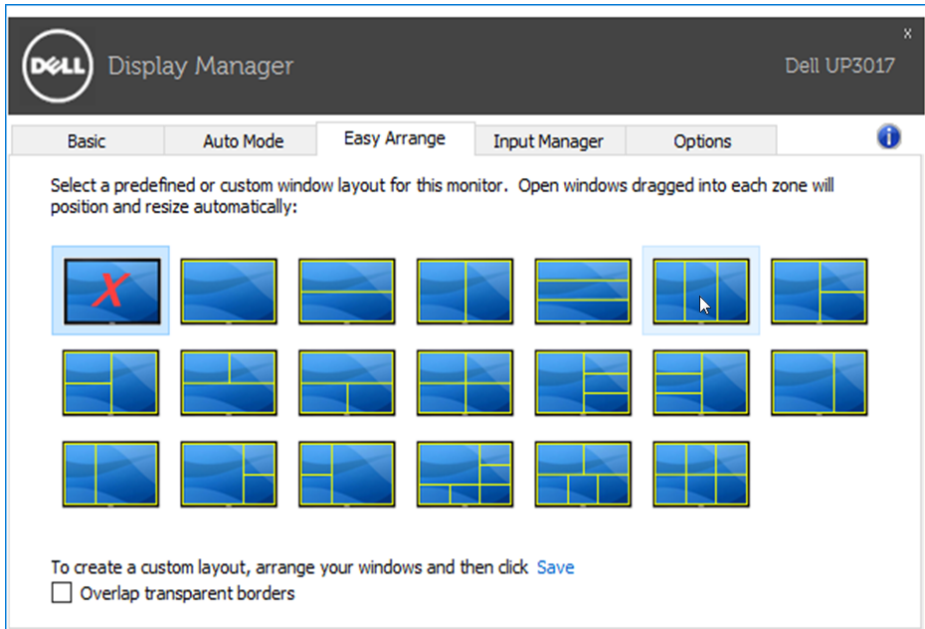 DELL
Display Manager
x
Dell UP3017
Basic
Auto Mode
Easy Arrange
Input Manager
Options
i
Select a predefined or custom window layout for this monitor.  Open windows dragged into each zone will
position and resize automatically:
X
To create a custom layout, arrange your windows and then click Save
Overlap transparent borders